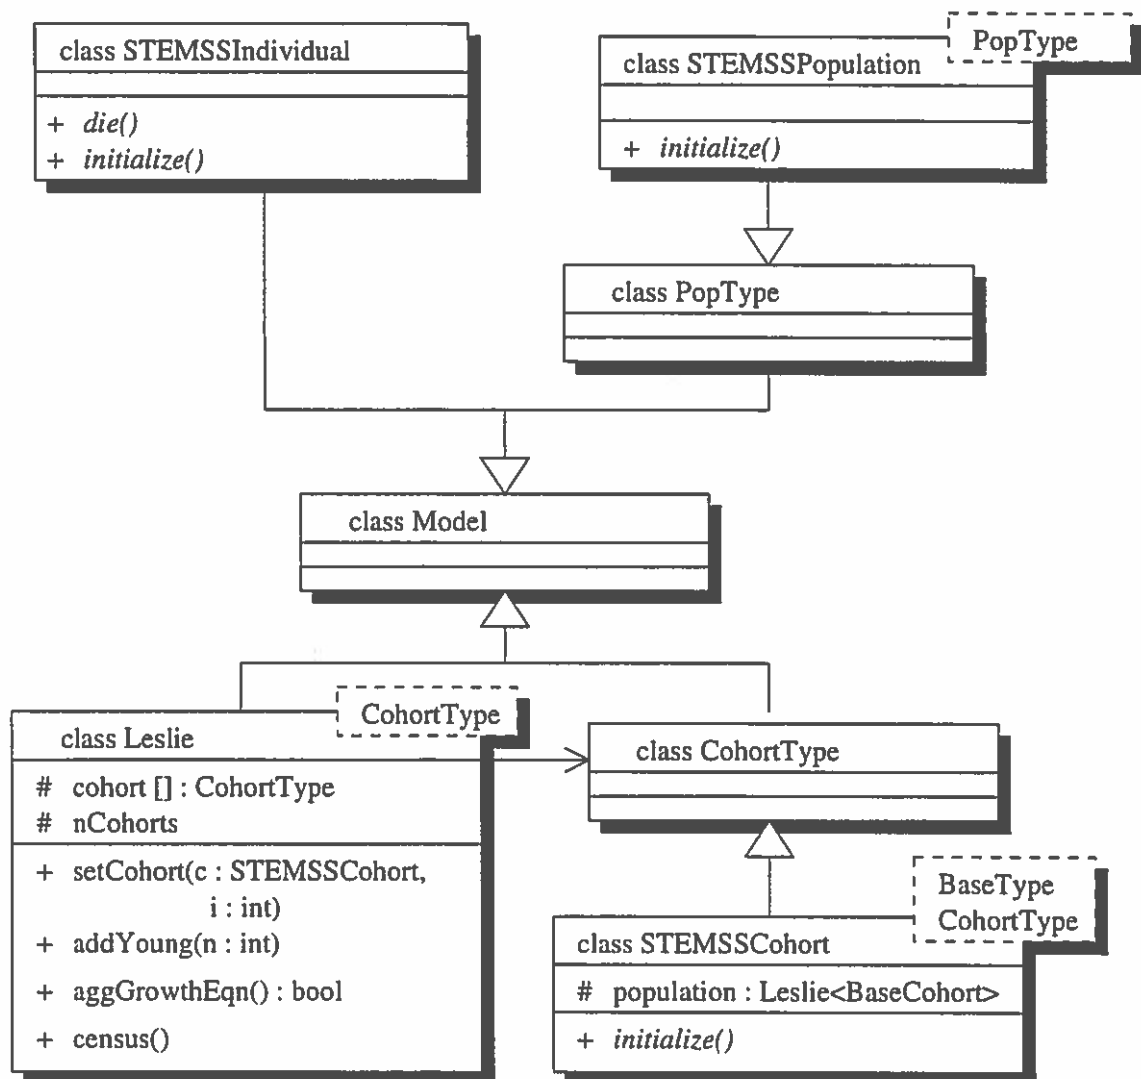 class STEMSSIndividual
+ die()
+ initialize()
PopType
class STEMSSPopulation
+ initialize()
class PopType
class Model
CohortType
class Leslie
# cohort [] : CohortType
# nCohorts
+ setCohort(c : STEMSSCohort,
i : int)
+ addYoung(n : int)
+ aggGrowthEqn() : bool
+ census()
class CohortType
BaseType
CohortType
class STEMSSCohort
# population : Leslie<BaseCohort>
+ initialize()